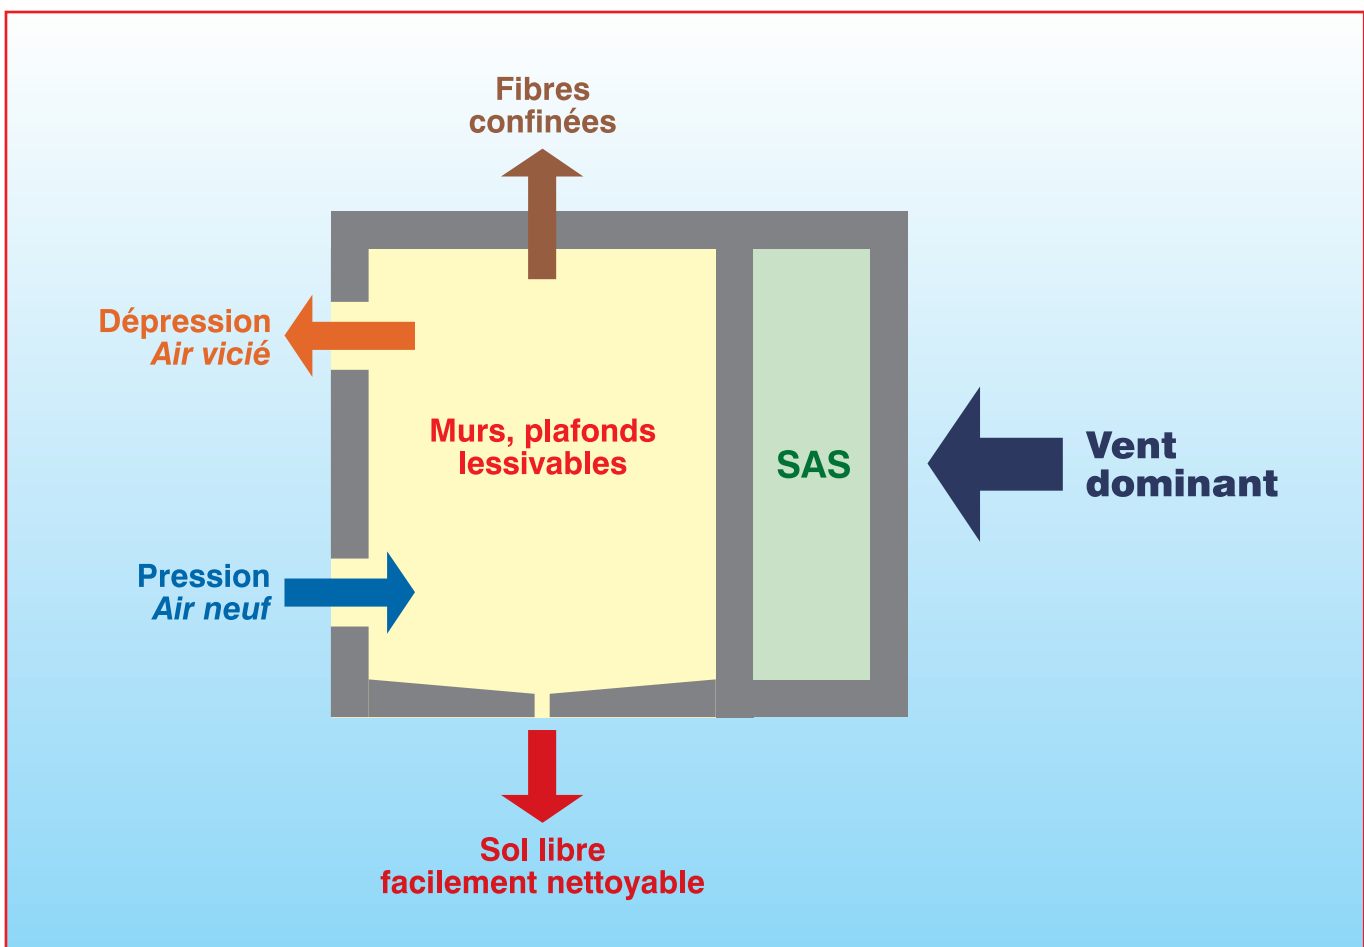 Fibres
confinées
Dépression
Air vicié
Murs, plafonds
lessivables
SAS
Vent
dominant
Pression
Air neuf
Sol libre
facilement nettoyable